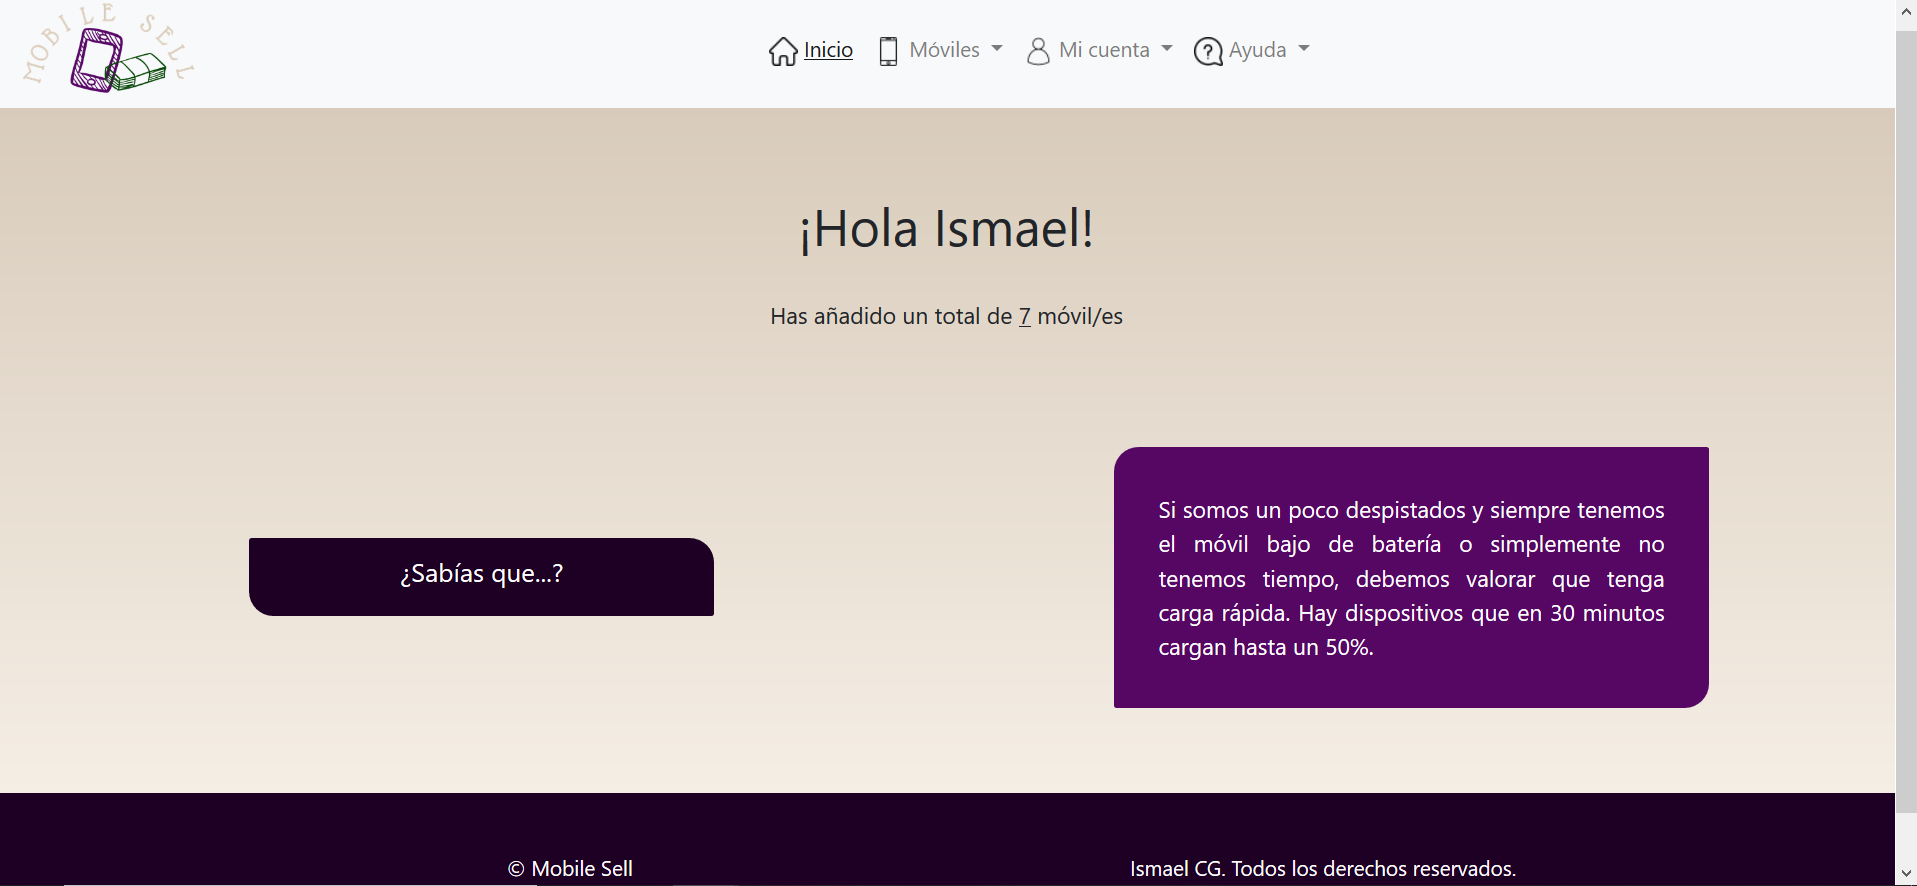 MOBILE SELL
Inicio
Móviles
Mi cuenta
Ayuda
¡Hola Ismael!
Has añadido un total de 7 móvil/es
¿Sabías que...?
Si somos un poco despistados y siempre tenemos
el móvil bajo de batería o simplemente no
tenemos tiempo, debemos valorar que tenga
carga rápida. Hay dispositivos que en 30 minutos
cargan hasta un 50%.
© Mobile Sell
Ismael CG. Todos los derechos reservados.